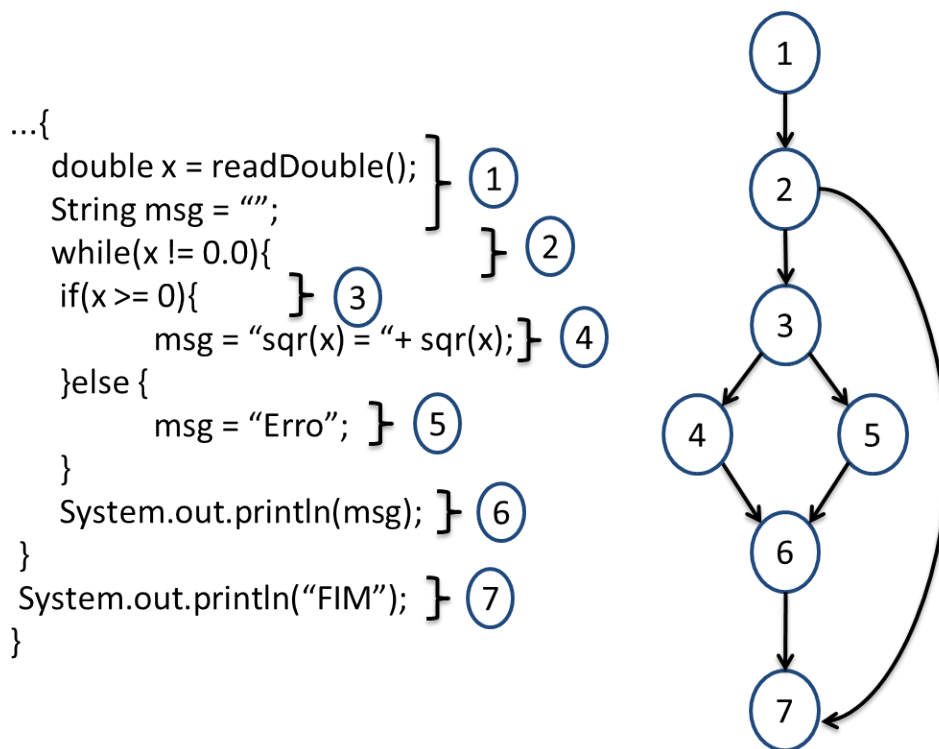 ...{
double x = readDouble();
String msg = “”;
1
while(x != 0.0){
2
if(x >= 0){
3
msg = “sqr(x) = “+ sqr(x);
4
}else {
msg = “Erro”;
5
}
System.out.println(msg);
6
}
System.out.println(“FIM”);
7
}
1
2
3
4 5
6
7